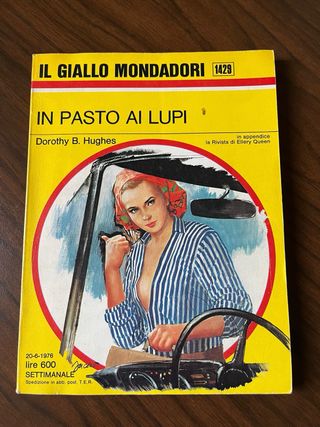 IL GIALLO MONDADORI 1429
IN PASTO AI LUPI
Dorothy B. Hughes
in appendice
la Rivista di Ellery Queen
20-6-1976
lire 600
SETTIMANALE
Spedizione in abb. post. T.E.R.